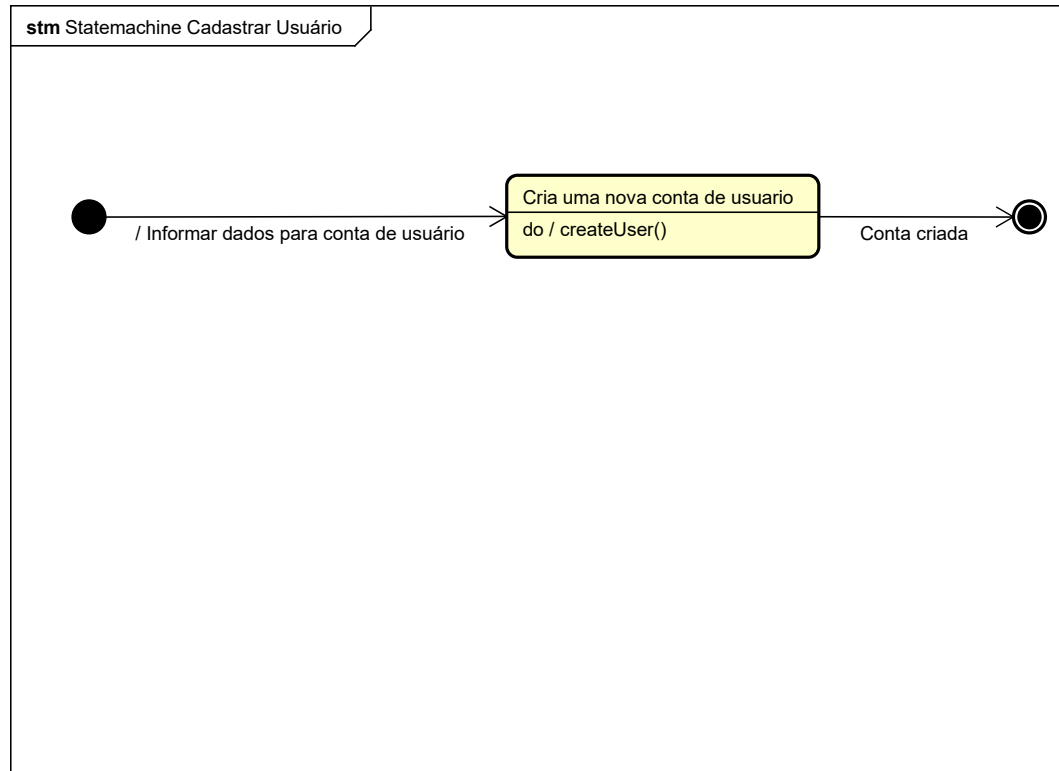 stm Statemachine Cadastrar Usuário
Cria uma nova conta de usuario
do / createUser()
/ Informar dados para conta de usuário
Conta criada